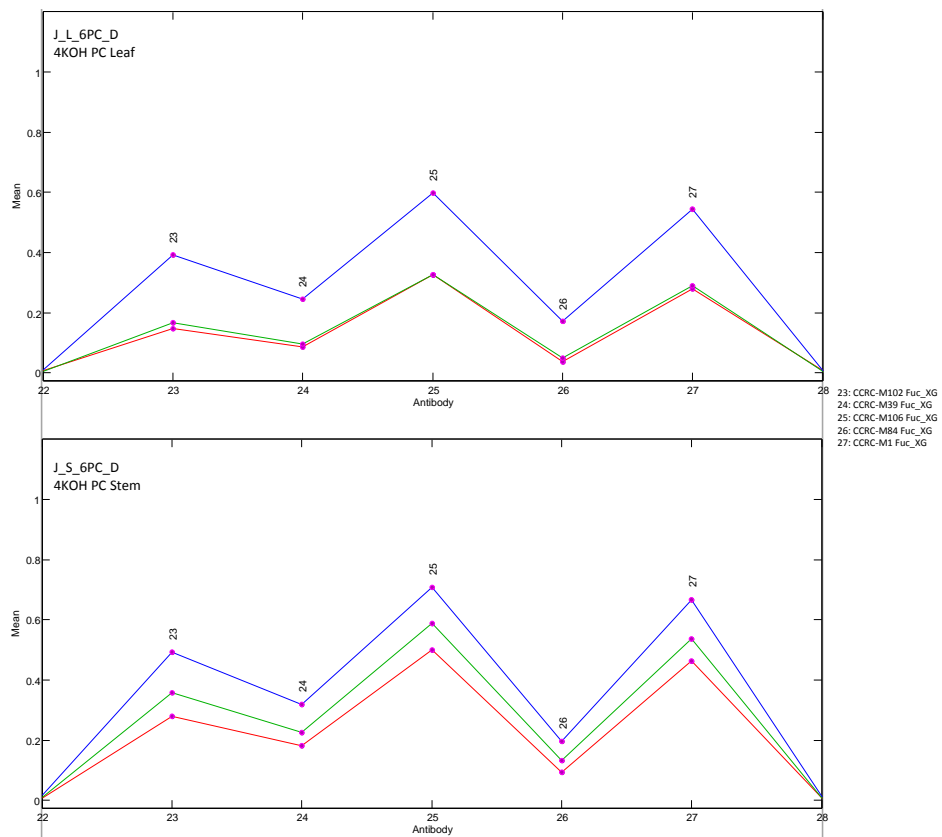 J_L_6PC_D
4KOH PC Leaf
1
0.8
0.6
0.4
0.2
0
Mean
23
24
25
26
27
22 23 24 25 26 27 28
Antibody
23: CCRC-M102 Fuc_XG
24: CCRC-M39 Fuc_XG
25: CCRC-M106 Fuc_XG
26: CCRC-M84 Fuc_XG
27: CCRC-M1 Fuc_XG
J_S_6PC_D
4KOH PC Stem
1
0.8
0.6
0.4
0.2
0
Mean
23
24
25
26
27
22 23 24 25 26 27 28
Antibody